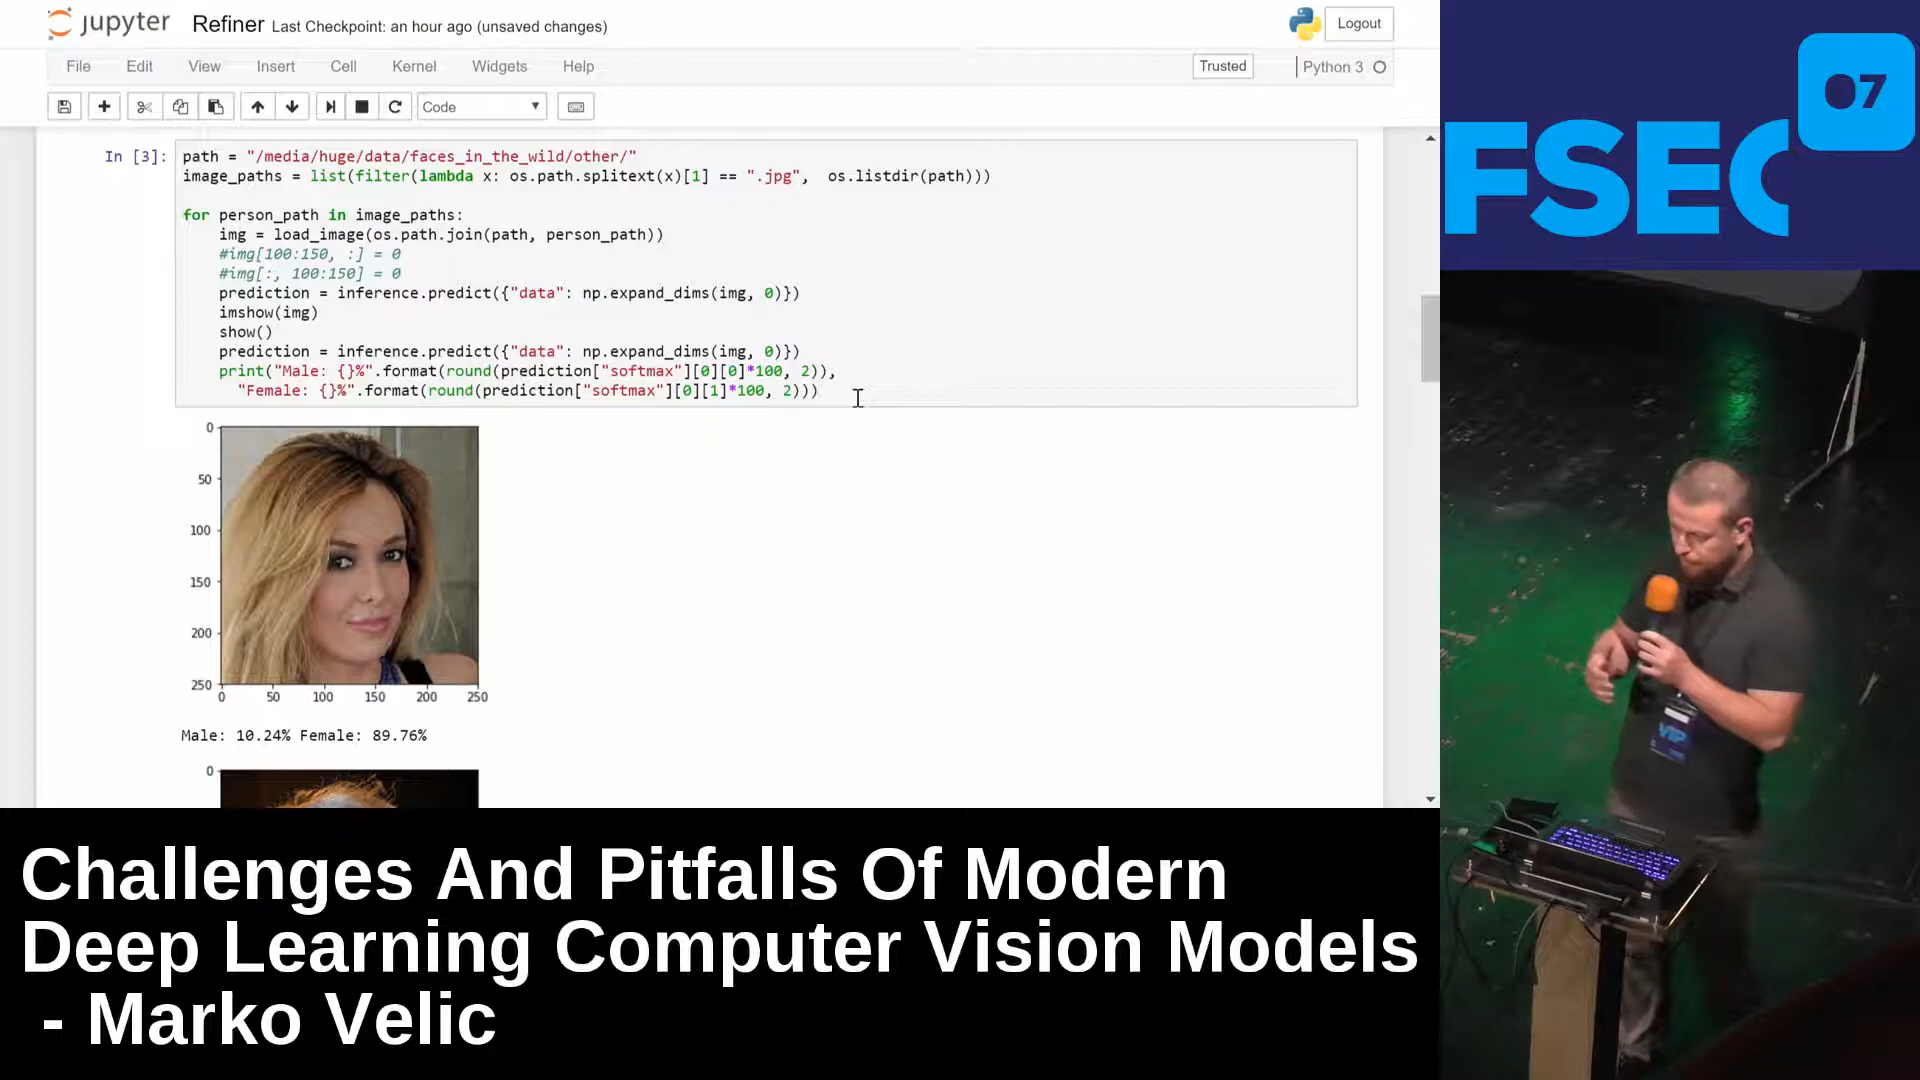 jupyter Refiner Last Checkpoint: an hour ago (unsaved changes) Logout
File Edit View Insert Cell Kernel Widgets Help Trusted Python 3
Code
In [3]:
path = "/media/huge/data/faces_in_the_wild/other/"
image_paths = list(filter(lambda x: os.path.splitext(x)[1] == ".jpg",  os.listdir(path)))
for person_path in image_paths:
    img = load_image(os.path.join(path, person_path))
    #img[100:150, :] = 0
    #img[:, 100:150] = 0
    prediction = inference.predict({"data": np.expand_dims(img, 0)})
    imshow(img)
    show()
    prediction = inference.predict({"data": np.expand_dims(img, 0)})
    print("Male: {}%".format(round(prediction["softmax"][0][0]*100, 2)),
      "Female: {}%".format(round(prediction["softmax"][0][1]*100, 2)))
0
50
100
150
200
250
0 50 100 150 200 250
Male: 10.24% Female: 89.76%
0
07
FSEC
VIP
Challenges And Pitfalls Of Modern
Deep Learning Computer Vision Models
- Marko Velic